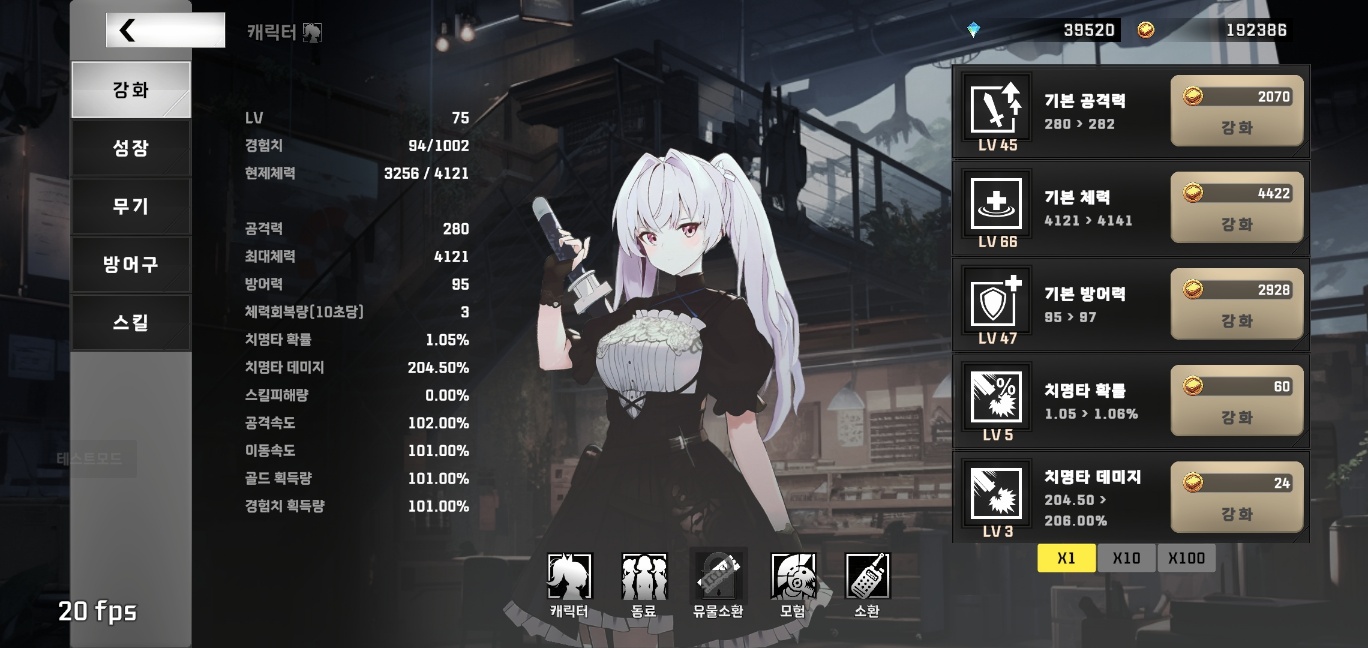 캐릭터
39520
192386
강화
성장
무기
방어구
스킬
테스트모드
20 fps
LV 75
경험치 94/1002
현제체력 3256 / 4121
공격력 280
최대체력 4121
방어력 95
체력회복량(10초당) 3
치명타 확률 1.05%
치명타 데미지 204.50%
스킬피해량 0.00%
공격속도 102.00%
이동속도 101.00%
골드 획득량 101.00%
경험치 획득량 101.00%
기본 공격력
280 > 282
LV 45
2070
강화
기본 체력
4121 > 4141
LV 66
4422
강화
기본 방어력
95 > 97
LV 47
2928
강화
치명타 확률
1.05 > 1.06%
LV 5
60
강화
치명타 데미지
204.50 >
206.00%
LV 3
24
강화
X1 X10 X100
캐릭터 동료 유물소환 모험 소환